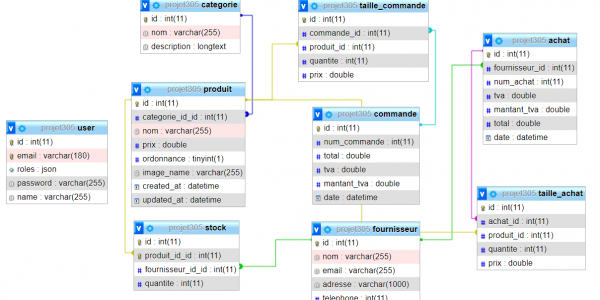 projet305 categorie
id : int(11)
nom : varchar(255)
description : longtext
projet305 taille_commande
id : int(11)
commande_id : int(11)
produit_id : int(11)
quantite : int(11)
prix : double
projet305 achat
id : int(11)
fournisseur_id : int(11)
num_achat : int(11)
tva : double
mantant_tva : double
total : double
date : datetime
projet305 produit
id : int(11)
categorie_id_id : int(11)
nom : varchar(255)
prix : double
ordonnance : tinyint(1)
image_name : varchar(255)
created_at : datetime
updated_at : datetime
projet305 commande
id : int(11)
num_commande : int(11)
total : double
tva : double
mantant_tva : double
date : datetime
projet305 user
id : int(11)
email : varchar(180)
roles : json
password : varchar(255)
name : varchar(255)
projet305 taille_achat
id : int(11)
achat_id : int(11)
produit_id : int(11)
quantite : int(11)
prix : double
projet305 stock
id : int(11)
produit_id_id : int(11)
fournisseur_id_id : int(11)
quantite : int(11)
projet305 fournisseur
id : int(11)
nom : varchar(255)
email : varchar(255)
adresse : varchar(1000)
telephone : int(11)